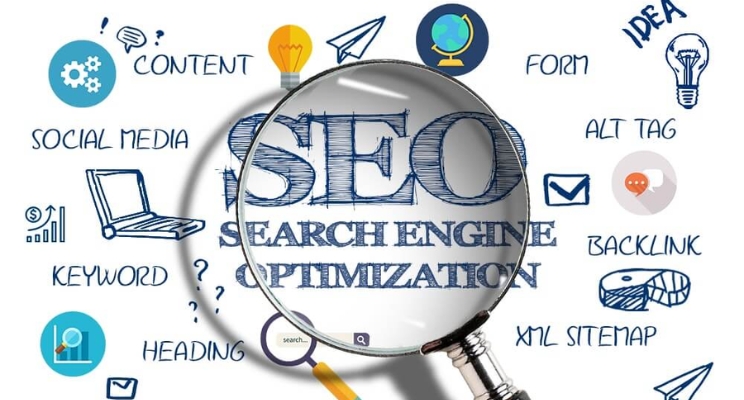 IDEA
CONTENT
FORM
SOCIAL MEDIA
SEO
ALT TAG
SEARCH ENGINE
OPTIMIZATION
BACKLINK
KEYWORD
XML SITEMAP
HEADING
search...